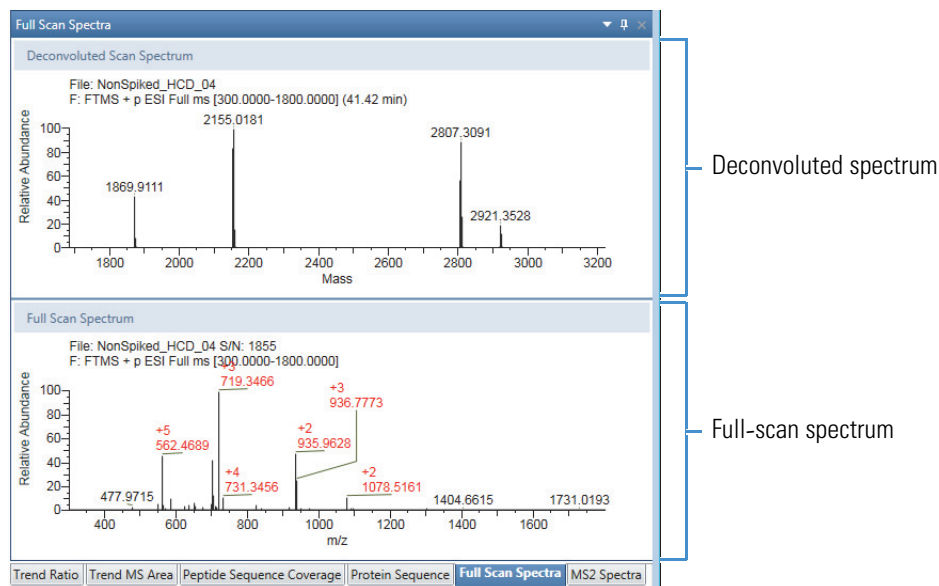 Full Scan Spectra
Deconvoluted Scan Spectrum
File: NonSpiked_HCD_04
F: FTMS + p ESI Full ms [300.0000-1800.0000] (41.42 min)
Relative Abundance
100
80
60
40
20
0
2155.0181
2807.3091
1869.9111
2921.3528
1800 2000 2200 2400 2600 2800 3000 3200
Mass
Deconvoluted spectrum
Full Scan Spectrum
File: NonSpiked_HCD_04 S/N: 1855
F: FTMS + p ESI Full ms [300.0000-1800.0000]
Relative Abundance
100
80
60
40
20
0
+3
719.3466
+3
936.7773
+5
562.4689
+2
935.9628
+4
731.3456
+2
1078.5161
477.9715
1404.6615
1731.0193
400 600 800 1000 1200 1400 1600
m/z
Full-scan spectrum
Trend Ratio Trend MS Area Peptide Sequence Coverage Protein Sequence Full Scan Spectra MS2 Spectra